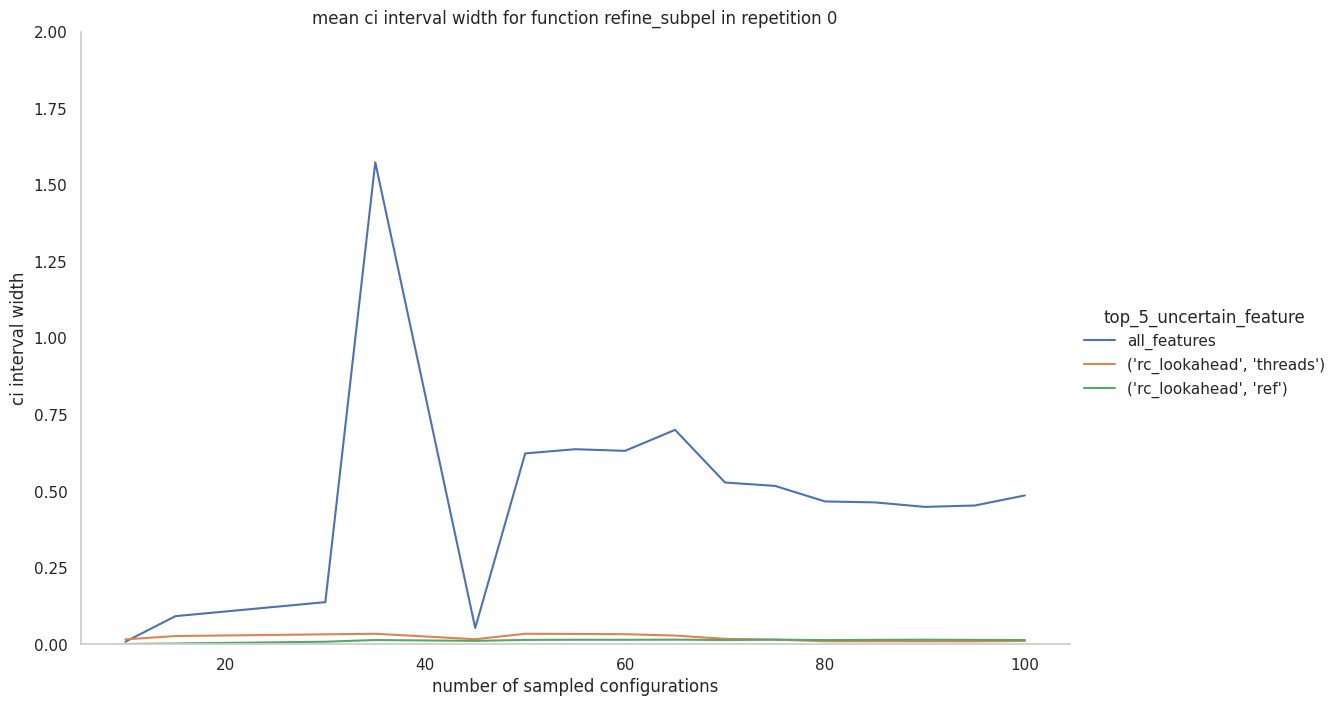 mean ci interval width for function refine_subpel in repetition 0
2.00
1.75
1.50
1.25
1.00
0.75
0.50
0.25
0.00
ci interval width
20
40
60
80
100
number of sampled configurations
top_5_uncertain_feature
all_features
('rc_lookahead', 'threads')
('rc_lookahead', 'ref')